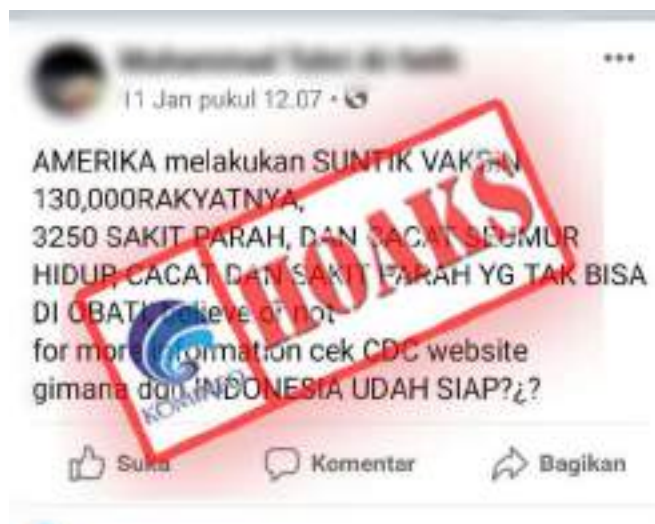 11 Jan pukul 12.07
AMERIKA melakukan SUNTIK VAKSIN
130,000RAKYATNYA,
3250 SAKIT PARAH, DAN CACAT SEUMUR
HIDUP, CACAT DAN SAKIT PARAH YG TAK BISA
DI OBATI, believe or not
for more information cek CDC website
gimana dgn INDONESIA UDAH SIAP?¿?
HOAKS
KOMINFO
Suka
Komentar
Bagikan